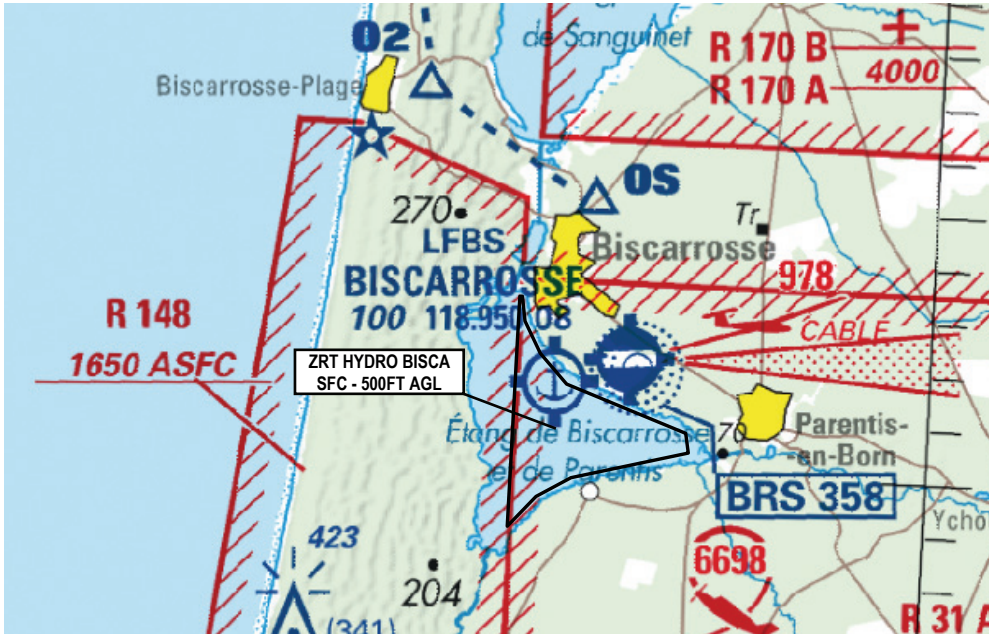 O2
de Sanguinet
R 170 B
R 170 A
4000
Biscarrosse-Plage
OS
270
Tr
LFBS
Biscarrosse
BISCARROSSE
978
100 118.950 08
CABLE
R 148
1650 ASFC
ZRT HYDRO BISCA
SFC - 500FT AGL
Étang de Biscarrosse
et de Parentis
70
Parentis-
-en-Born
BRS 358
Ycho
423
6698
204
(341)
R 31 A